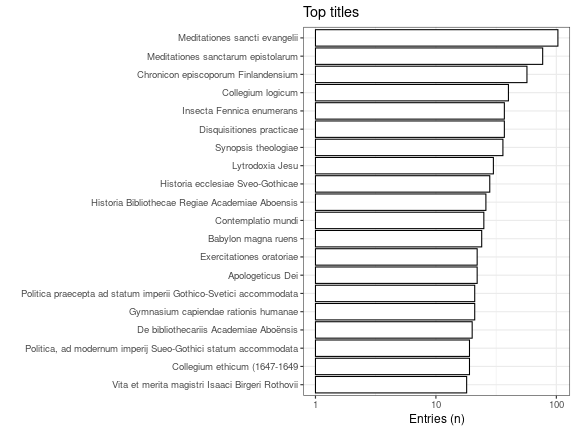 Top titles
Meditationes sancti evangelii
Meditationes sanctarum epistolarum
Chronicon episcoporum Finlandensium
Collegium logicum
Insecta Fennica enumerans
Disquisitiones practicae
Synopsis theologiae
Lytrodoxia Jesu
Historia ecclesiae Sveo-Gothicae
Historia Bibliothecae Regiae Academiae Aboensis
Contemplatio mundi
Babylon magna ruens
Exercitationes oratoriae
Apologeticus Dei
Politica praecepta ad statum imperii Gothico-Svetici accommodata
Gymnasium capiendae rationis humanae
De bibliothecariis Academiae Aboënsis
Politica, ad modernum imperij Sueo-Gothici statum accommodata
Collegium ethicum (1647-1649
Vita et merita magistri Isaaci Birgeri Rothovii
1 10 100
Entries (n)